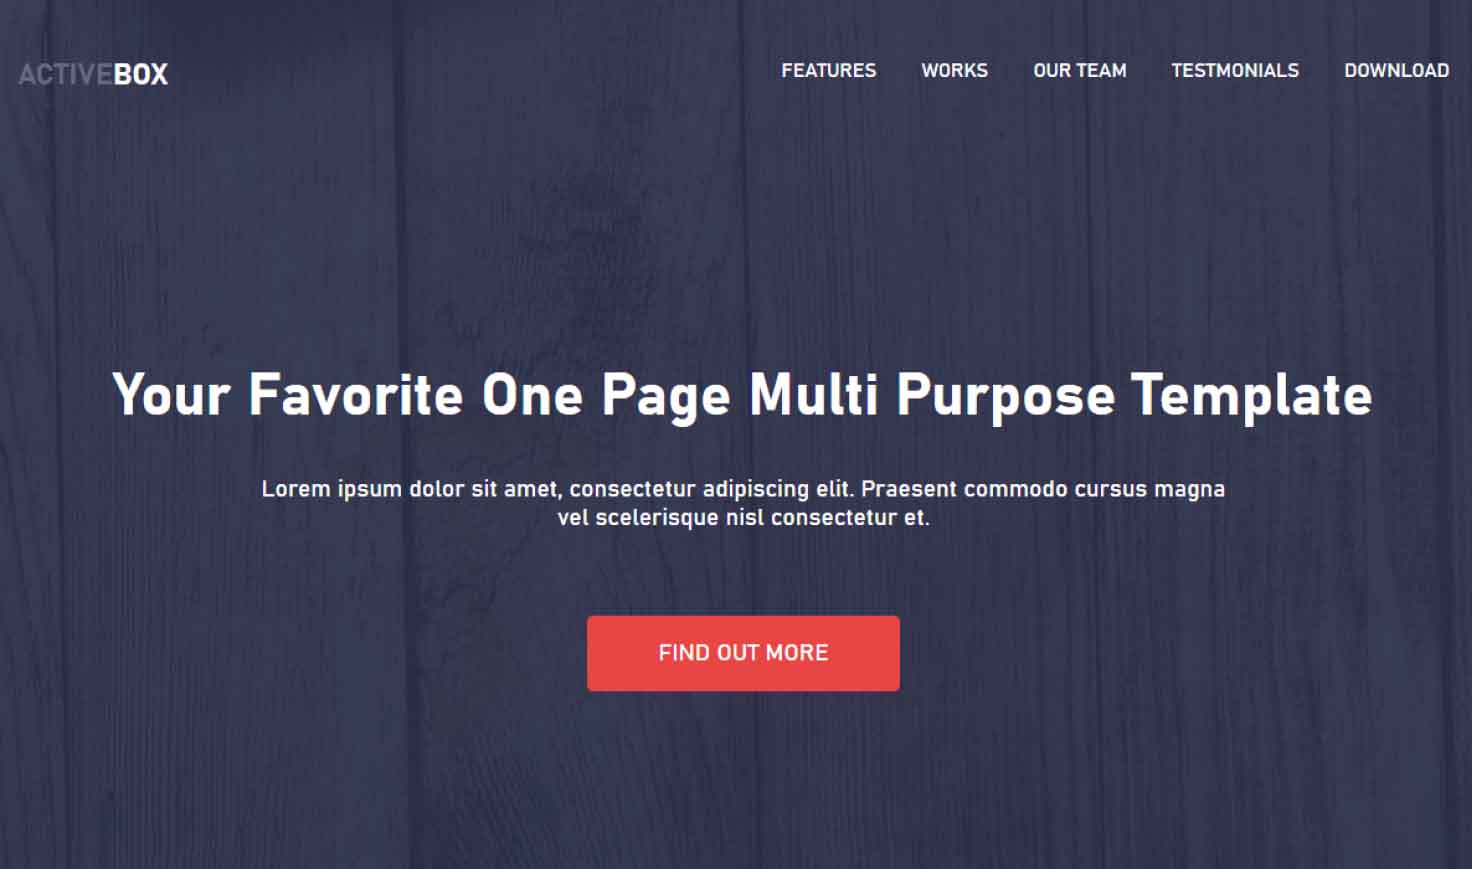 ACTIVEBOX
FEATURES WORKS OUR TEAM TESTMONIALS DOWNLOAD
Your Favorite One Page Multi Purpose Template
Lorem ipsum dolor sit amet, consectetur adipiscing elit. Praesent commodo cursus magna
vel scelerisque nisl consectetur et.
FIND OUT MORE